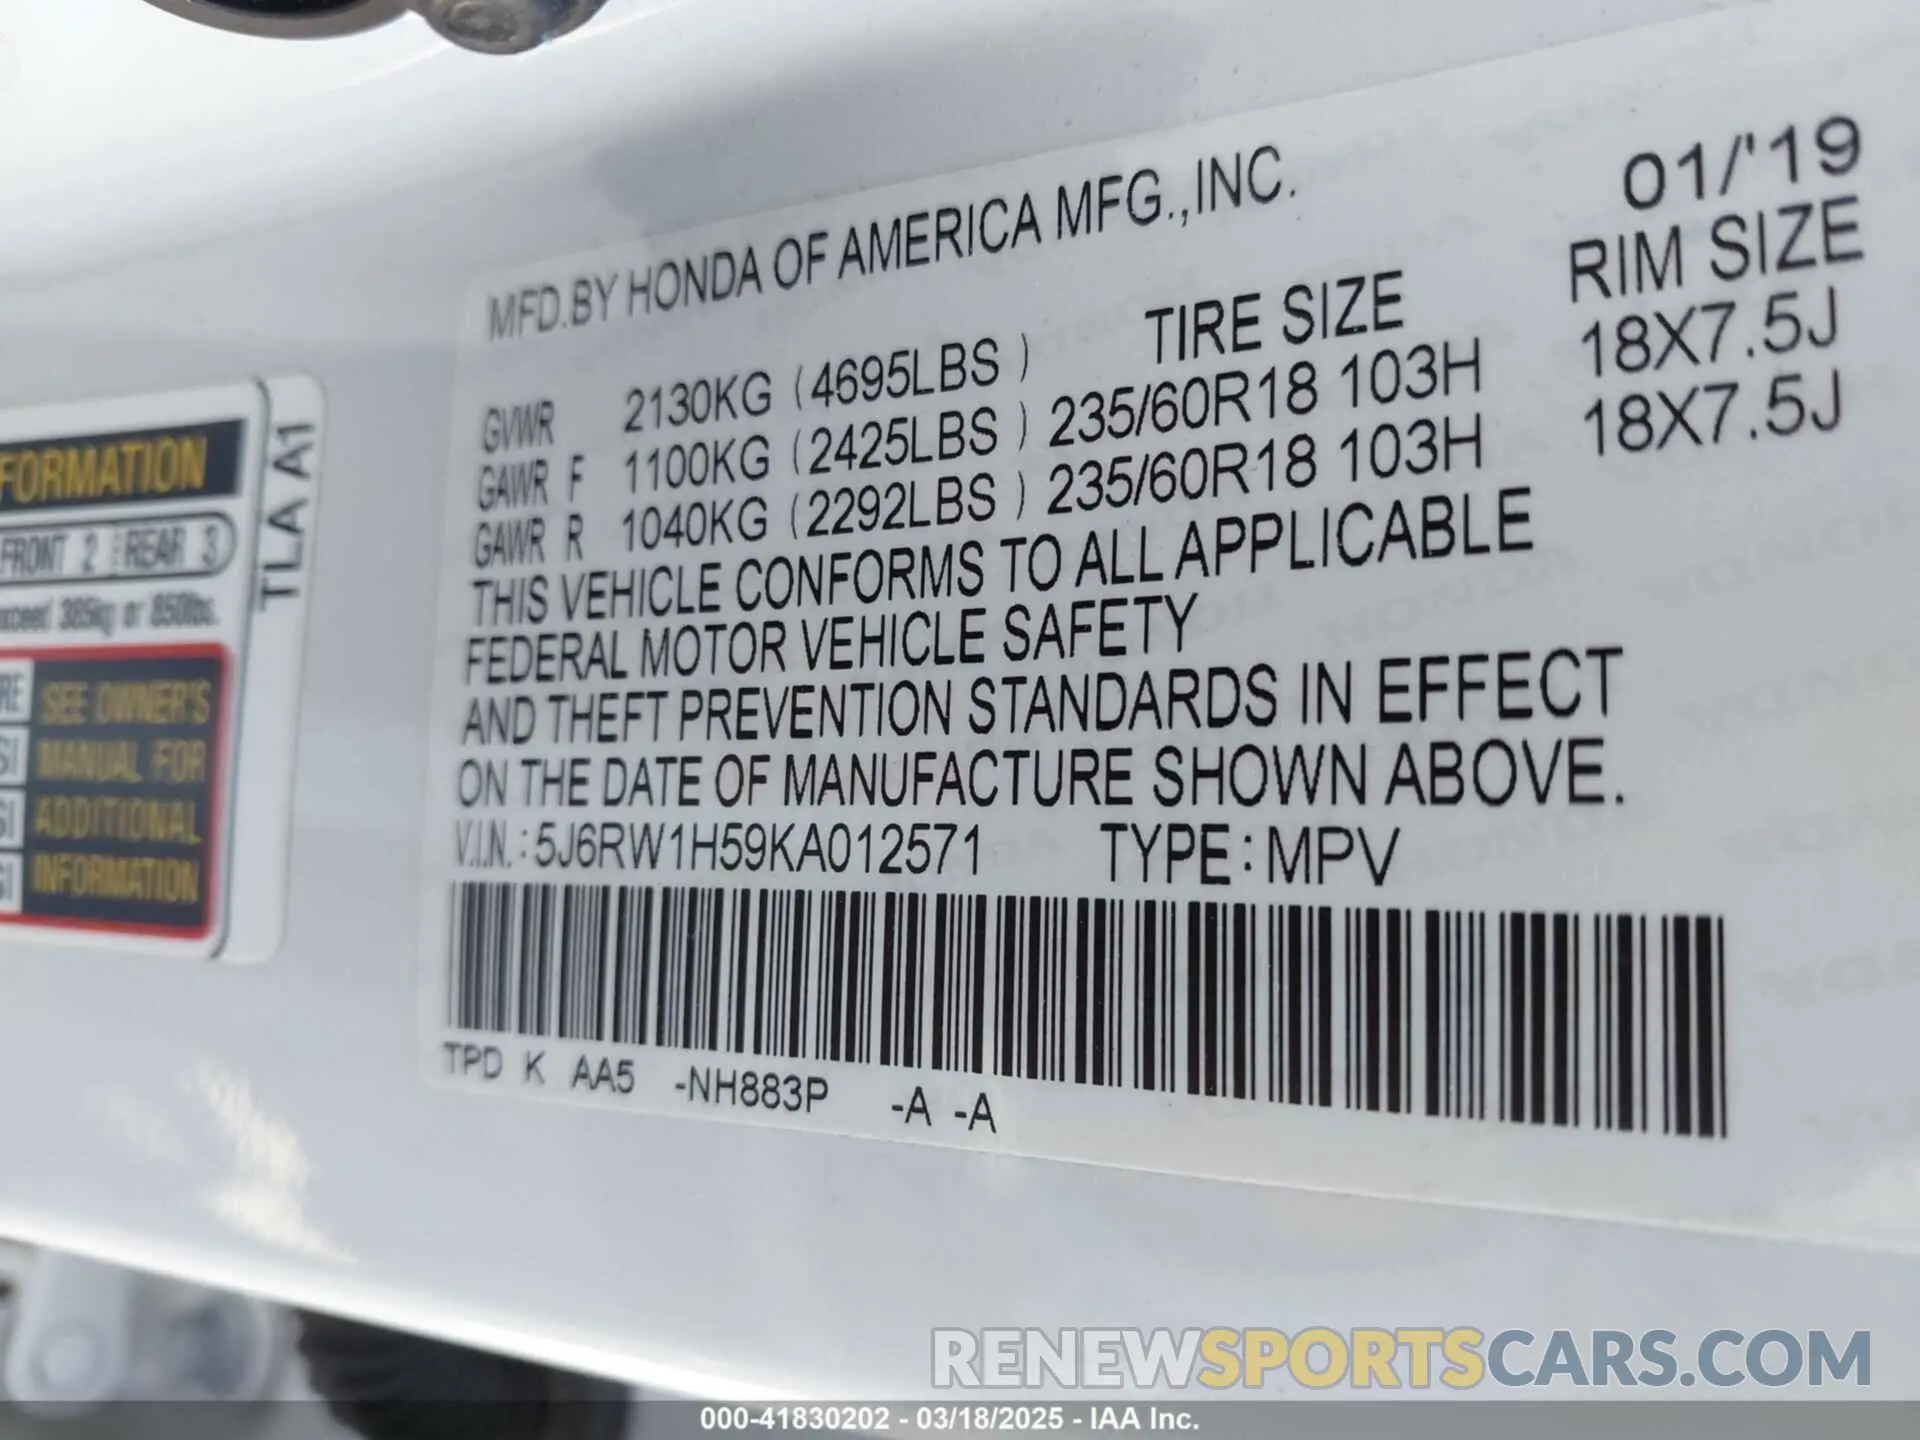 MFD.BY HONDA OF AMERICA MFG.,INC. 01/'19
TIRE SIZE RIM SIZE
GVWR 2130KG (4695LBS )
GAWR F 1100KG (2425LBS ) 235/60R18 103H 18X7.5J
GAWR R 1040KG (2292LBS ) 235/60R18 103H 18X7.5J
THIS VEHICLE CONFORMS TO ALL APPLICABLE
FEDERAL MOTOR VEHICLE SAFETY
AND THEFT PREVENTION STANDARDS IN EFFECT
ON THE DATE OF MANUFACTURE SHOWN ABOVE.
V.I.N.: 5J6RW1H59KA012571 TYPE: MPV
TPD K AA5 -NH883P -A -A
FORMATION
FRONT 2 REAR 3
385kg or 850lbs.
SEE OWNER'S
MANUAL FOR
ADDITIONAL
INFORMATION
TLA A1
RENEWSPORTSCARS.COM
000-41830202 - 03/18/2025 - IAA Inc.